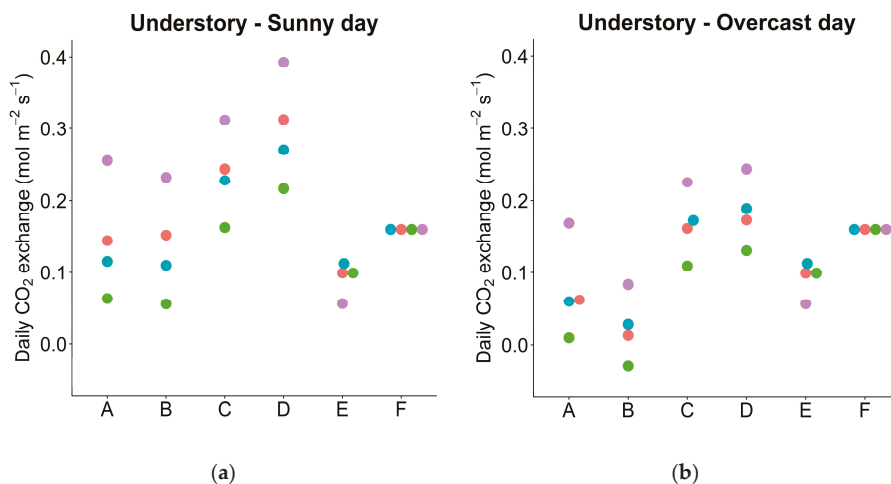 Understory - Sunny day
Daily CO₂ exchange (mol m⁻² s⁻¹)
0.4
0.3
0.2
0.1
0.0
A B C D E F
(a)
Understory - Overcast day
Daily CO₂ exchange (mol m⁻² s⁻¹)
0.4
0.3
0.2
0.1
0.0
A B C D E F
(b)